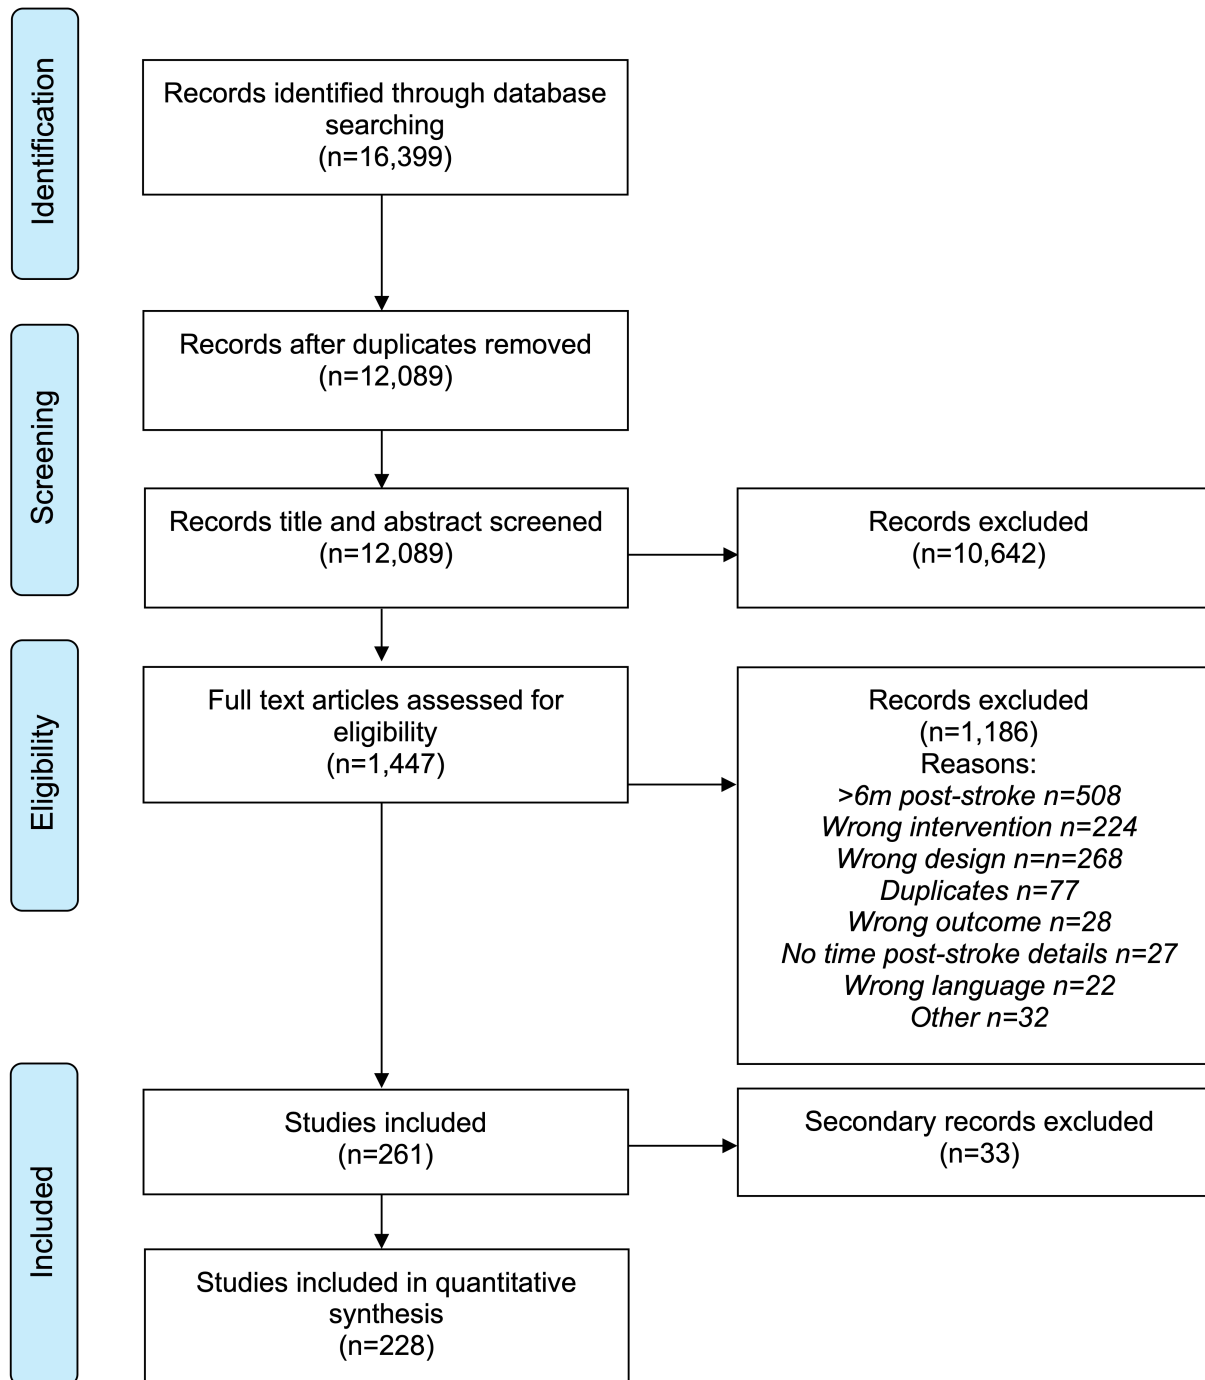 Identification
Records identified through database
searching
(n=16,399)
Screening
Records after duplicates removed
(n=12,089)
Records title and abstract screened
(n=12,089)
Records excluded
(n=10,642)
Eligibility
Full text articles assessed for
eligibility
(n=1,447)
Records excluded
(n=1,186)
Reasons:
>6m post-stroke n=508
Wrong intervention n=224
Wrong design n=n=268
Duplicates n=77
Wrong outcome n=28
No time post-stroke details n=27
Wrong language n=22
Other n=32
Included
Studies included
(n=261)
Secondary records excluded
(n=33)
Studies included in quantitative
synthesis
(n=228)